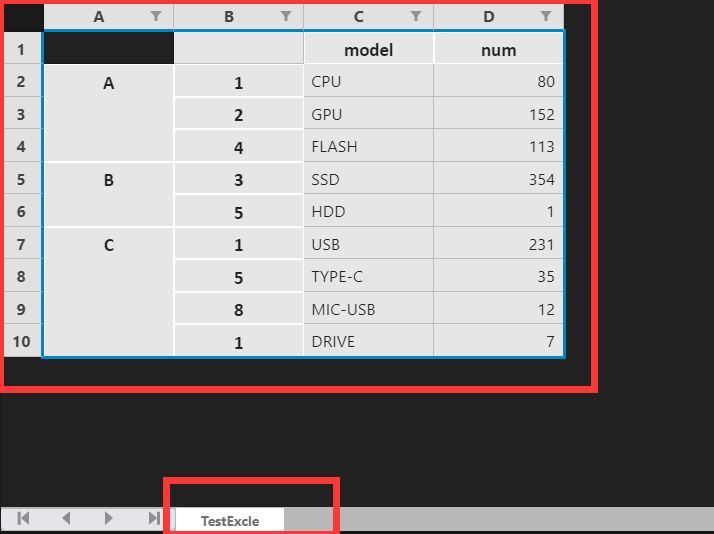 A B C D
1 model num
2 A 1 CPU 80
3 2 GPU 152
4 4 FLASH 113
5 B 3 SSD 354
6 5 HDD 1
7 C 1 USB 231
8 5 TYPE-C 35
9 8 MIC-USB 12
10 1 DRIVE 7
TestExcle